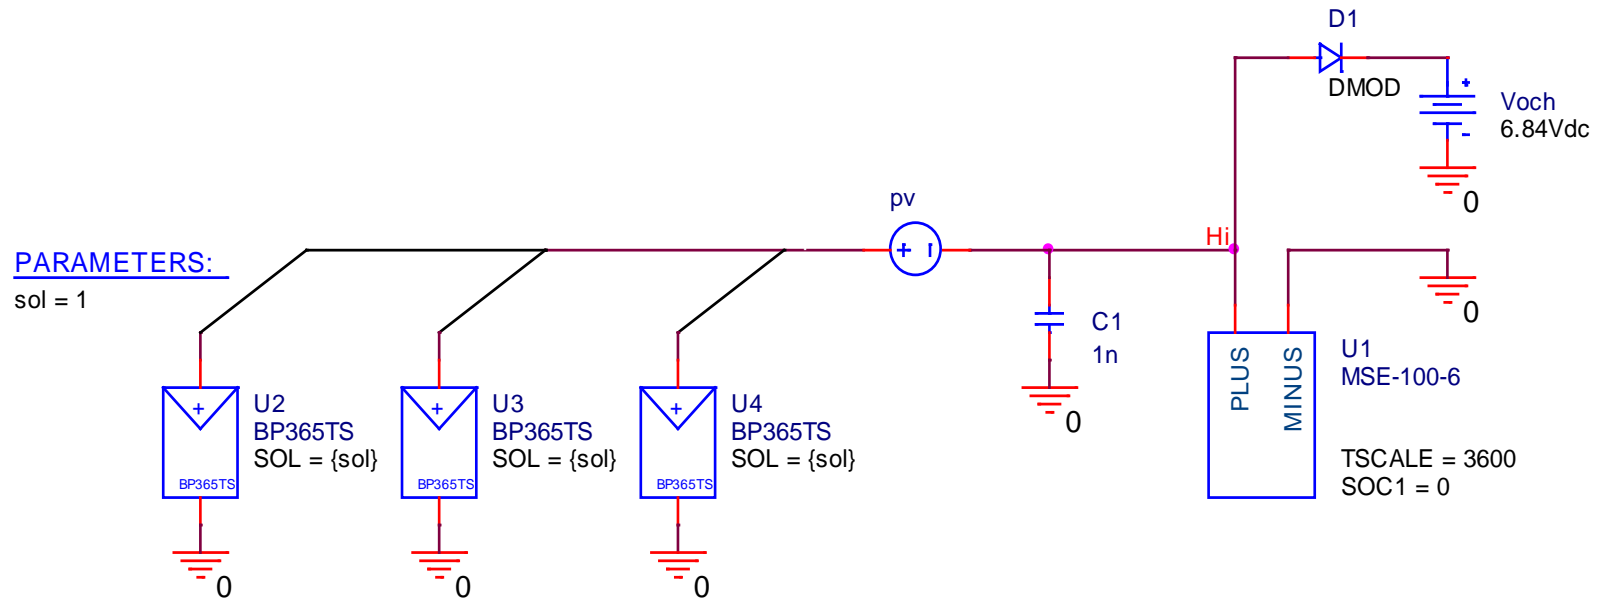 D1
DMOD
Voch
6.84Vdc
0
pv
Hi
PARAMETERS:
sol = 1
0
C1
1n
0
U1
MSE-100-6
PLUS
MINUS
TSCALE = 3600
SOC1 = 0
U2
BP365TS
SOL = {sol}
BP365TS
0
U3
BP365TS
SOL = {sol}
BP365TS
0
U4
BP365TS
SOL = {sol}
BP365TS
0